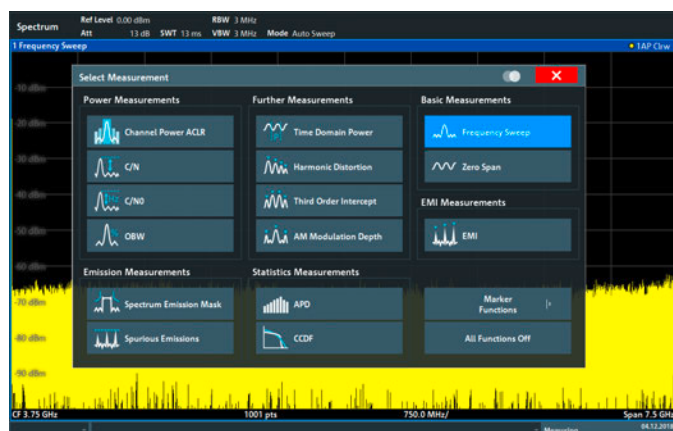 Spectrum
Ref Level 0.00 dBm RBW 3 MHz
Att 13 dB SWT 13 ms VBW 3 MHz Mode Auto Sweep
1 Frequency Sweep 1AP Clrw
Select Measurement
Power Measurements Further Measurements Basic Measurements
Channel Power ACLR Time Domain Power Frequency Sweep
C/N Harmonic Distortion Zero Span
C/N0 Third Order Intercept EMI Measurements
OBW AM Modulation Depth EMI
Emission Measurements Statistics Measurements
Spectrum Emission Mask APD Marker Functions
Spurious Emissions CCDF All Functions Off
-10 dBm
-20 dBm
-30 dBm
-40 dBm
-50 dBm
-60 dBm
-70 dBm
-80 dBm
-90 dBm
CF 3.75 GHz 1001 pts 750.0 MHz/ Span 7.5 GHz
Measuring 04.12.2018